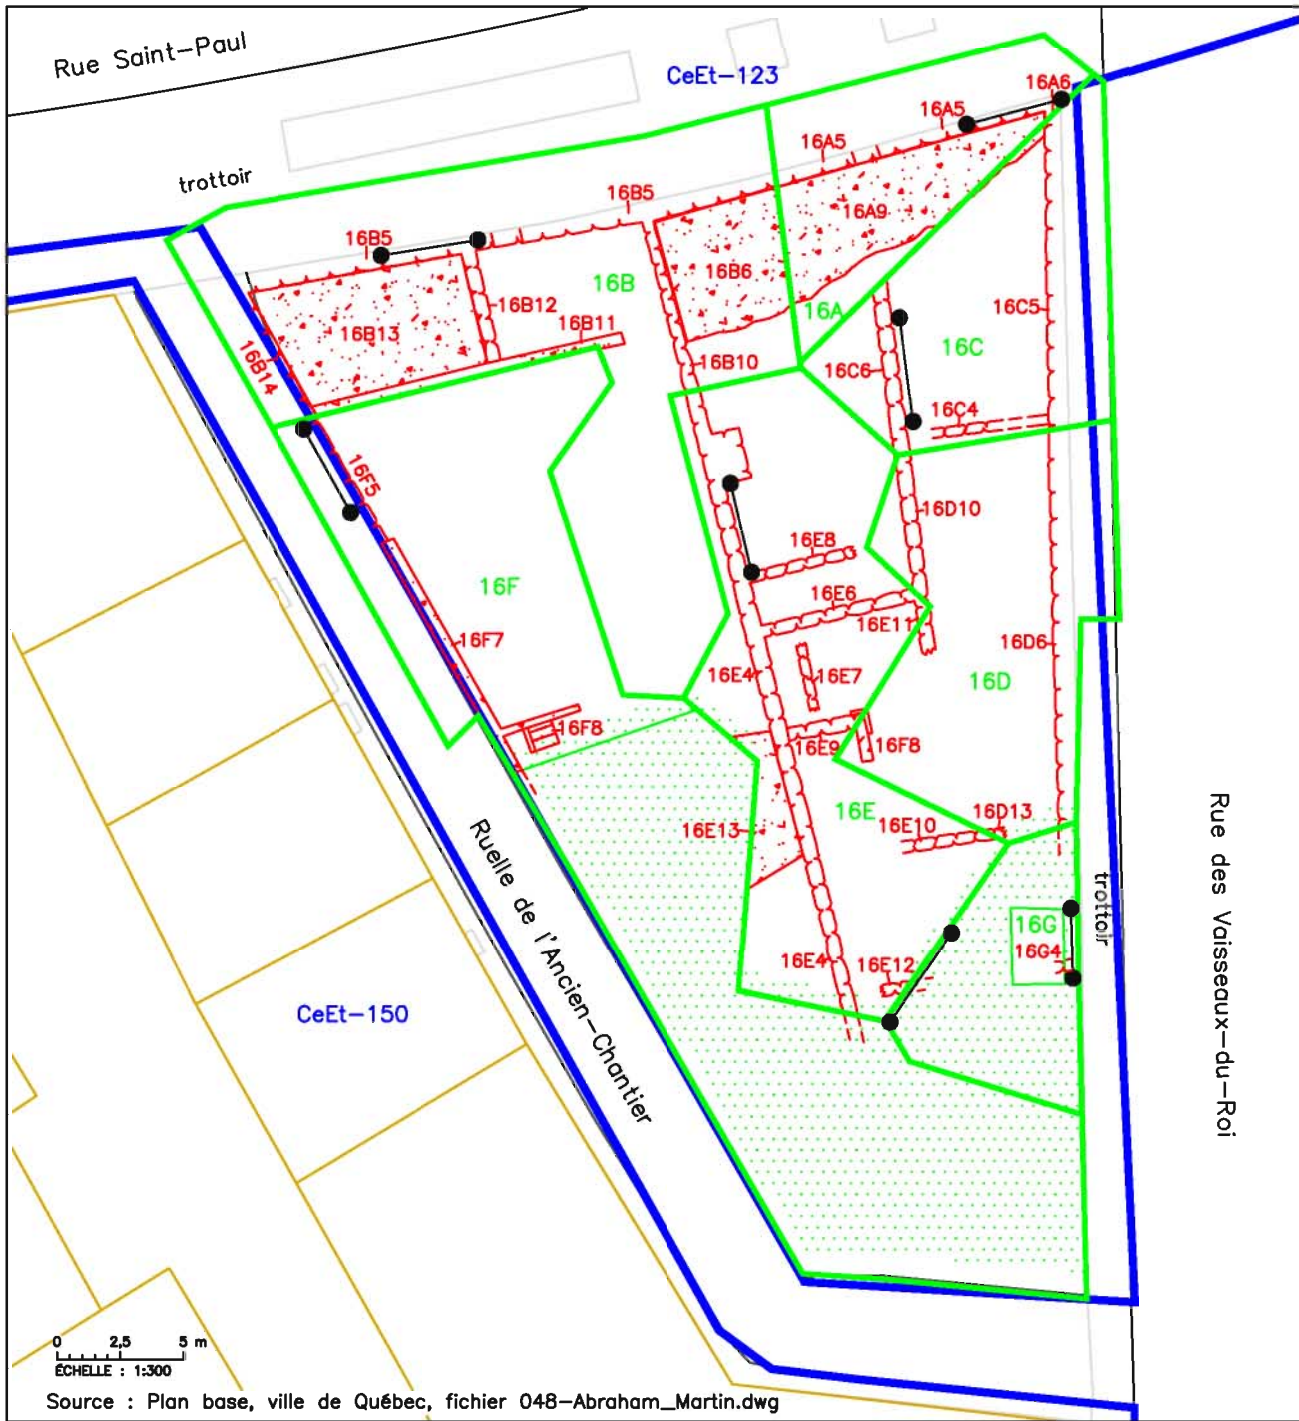 Rue Saint-Paul
CeEt-123
trottoir
16A6
16A5
16A5
16B5
16B5
16A9
16B
16B6
16B12
16A
16C5
16B11
16B13
16C
16B14
16B10
16C6
16C4
16F5
16D10
16E8
16F
16E6
16E11
16F7
16D6
16E4
16E7
16D
16F8
16E9
16F8
16E
16D13
16E13
16E10
Ruelle de l'Ancien-Chantier
Rue des Vaisseaux-du-Roi
trottoir
16G
16G4
16E4
16E12
CeEt-150
0 2,5 5 m
ÉCHELLE : 1:300
Source : Plan base, ville de Québec, fichier 048-Abraham_Martin.dwg